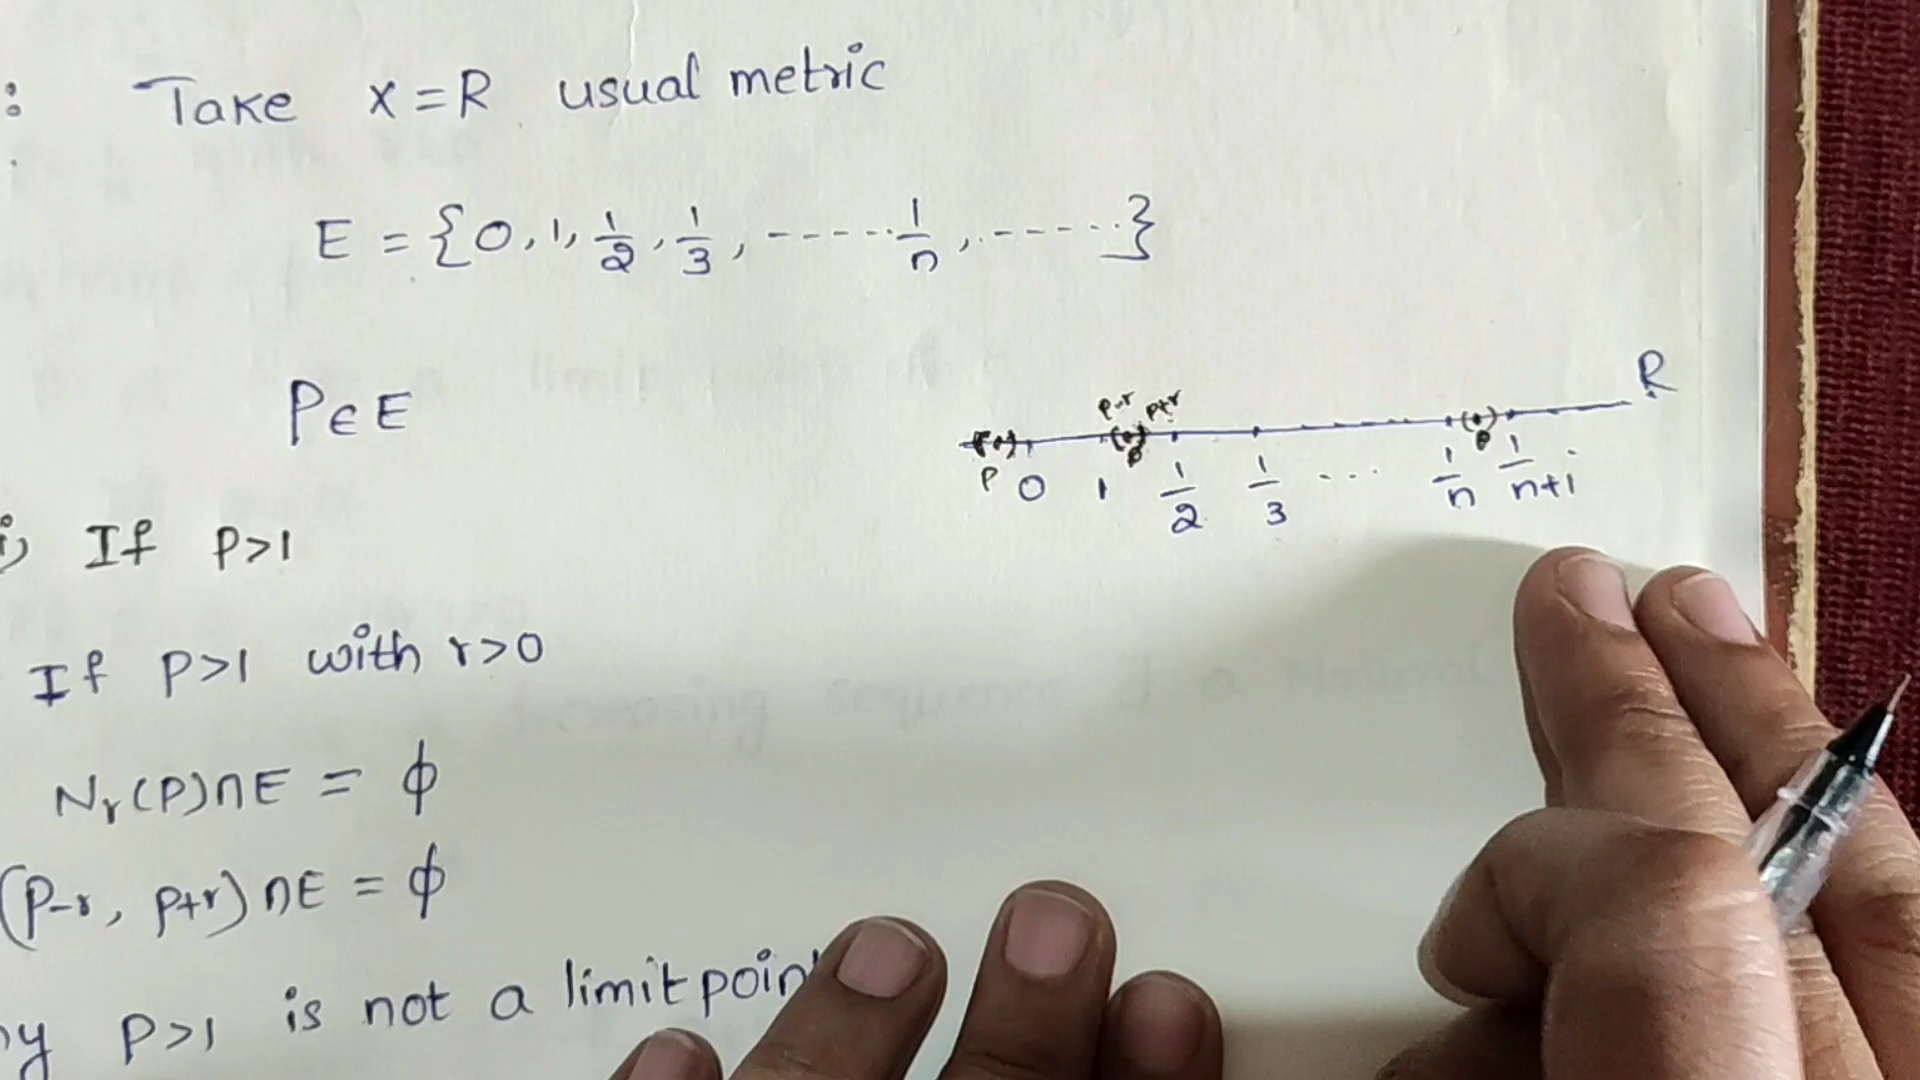 : Take X = R usual metric
E = {0, 1, 1/2, 1/3, ----- 1/n, ------}
P∈E
R
P-r P+r
P P
P 0 1 1/2 1/3 ... 1/n 1/n+1
i) If P>1
If P>1 with r>0
Nr(P)∩E = φ
(P-r, P+r)∩E = φ
P>1 is not a limit poin